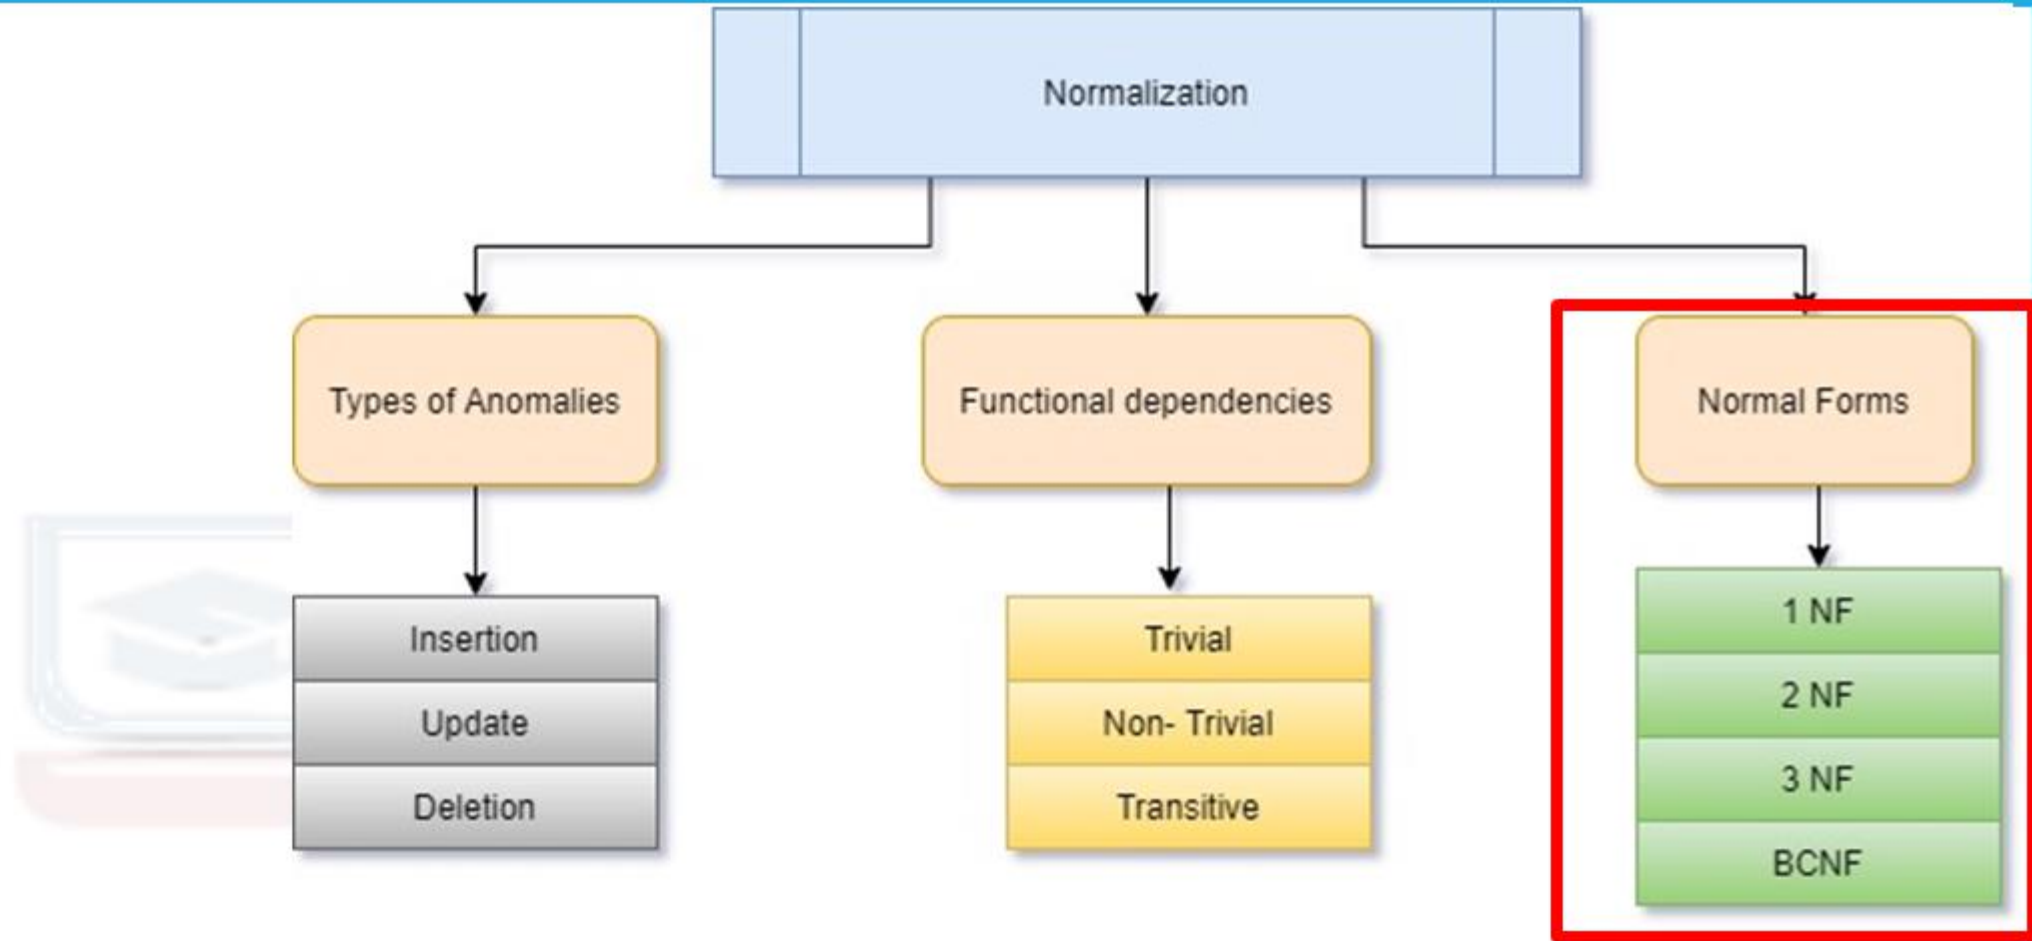 Normalization
Types of Anomalies
Functional dependencies
Normal Forms
Insertion
Update
Deletion
Trivial
Non- Trivial
Transitive
1 NF
2 NF
3 NF
BCNF